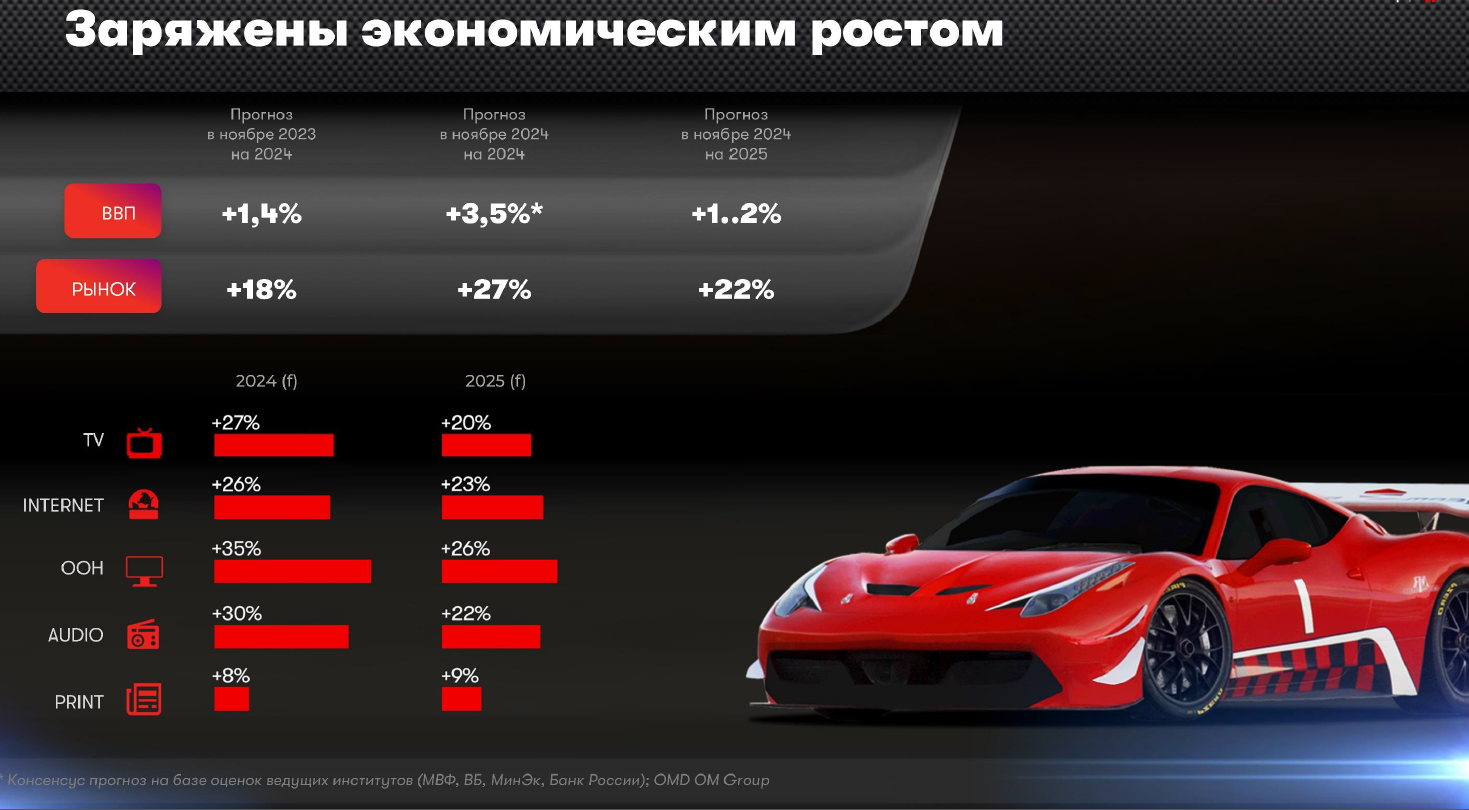 Заряжены экономическим ростом
Прогноз
в ноябре 2023
на 2024
Прогноз
в ноябре 2024
на 2024
Прогноз
в ноябре 2024
на 2025
ВВП +1,4% +3,5%* +1..2%
РЫНОК +18% +27% +22%
2024 (f) 2025 (f)
TV +27% +20%
INTERNET +26% +23%
OOH +35% +26%
AUDIO +30% +22%
PRINT +8% +9%
* Консенсус прогноз на базе оценок ведущих институтов (МВФ, ВБ, МинЭк, Банк России); OMD OM Group